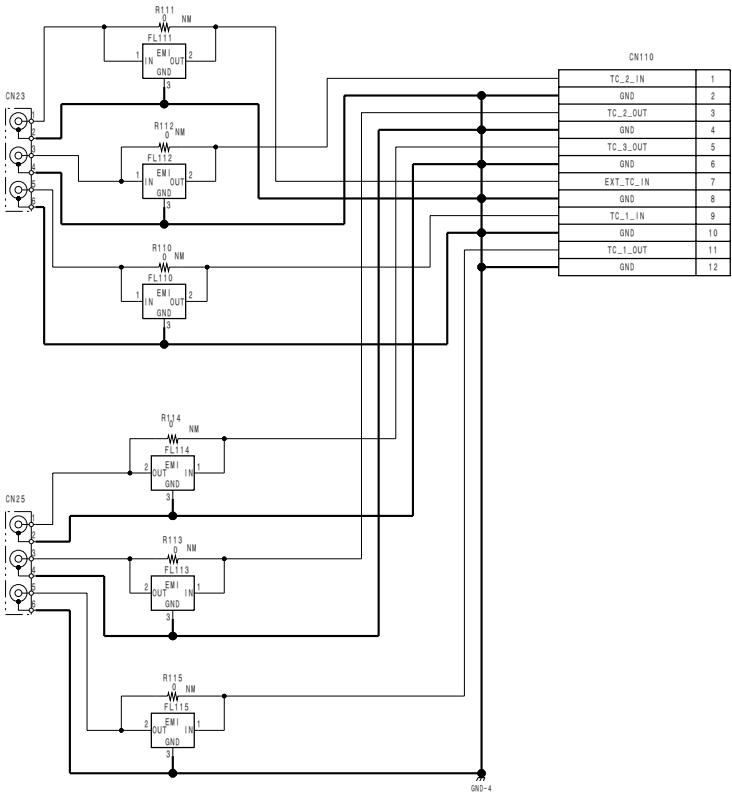 R111
0 NM
FL111
1 IN EMI OUT 2
GND
3
CN23
1
2
3
4
5
6
R112
0 NM
FL112
1 IN EMI OUT 2
GND
3
R110
0 NM
FL110
1 IN EMI OUT 2
GND
3
CN110
TC_2_IN 1
GND 2
TC_2_OUT 3
GND 4
TC_3_OUT 5
GND 6
EXT_TC_IN 7
GND 8
TC_1_IN 9
GND 10
TC_1_OUT 11
GND 12
R114
0 NM
FL114
2 OUT EMI IN 1
GND
3
CN25
1
2
3
4
5
6
R113
0 NM
FL113
2 OUT EMI IN 1
GND
3
R115
0 NM
FL115
2 OUT EMI IN 1
GND
3
GND-4